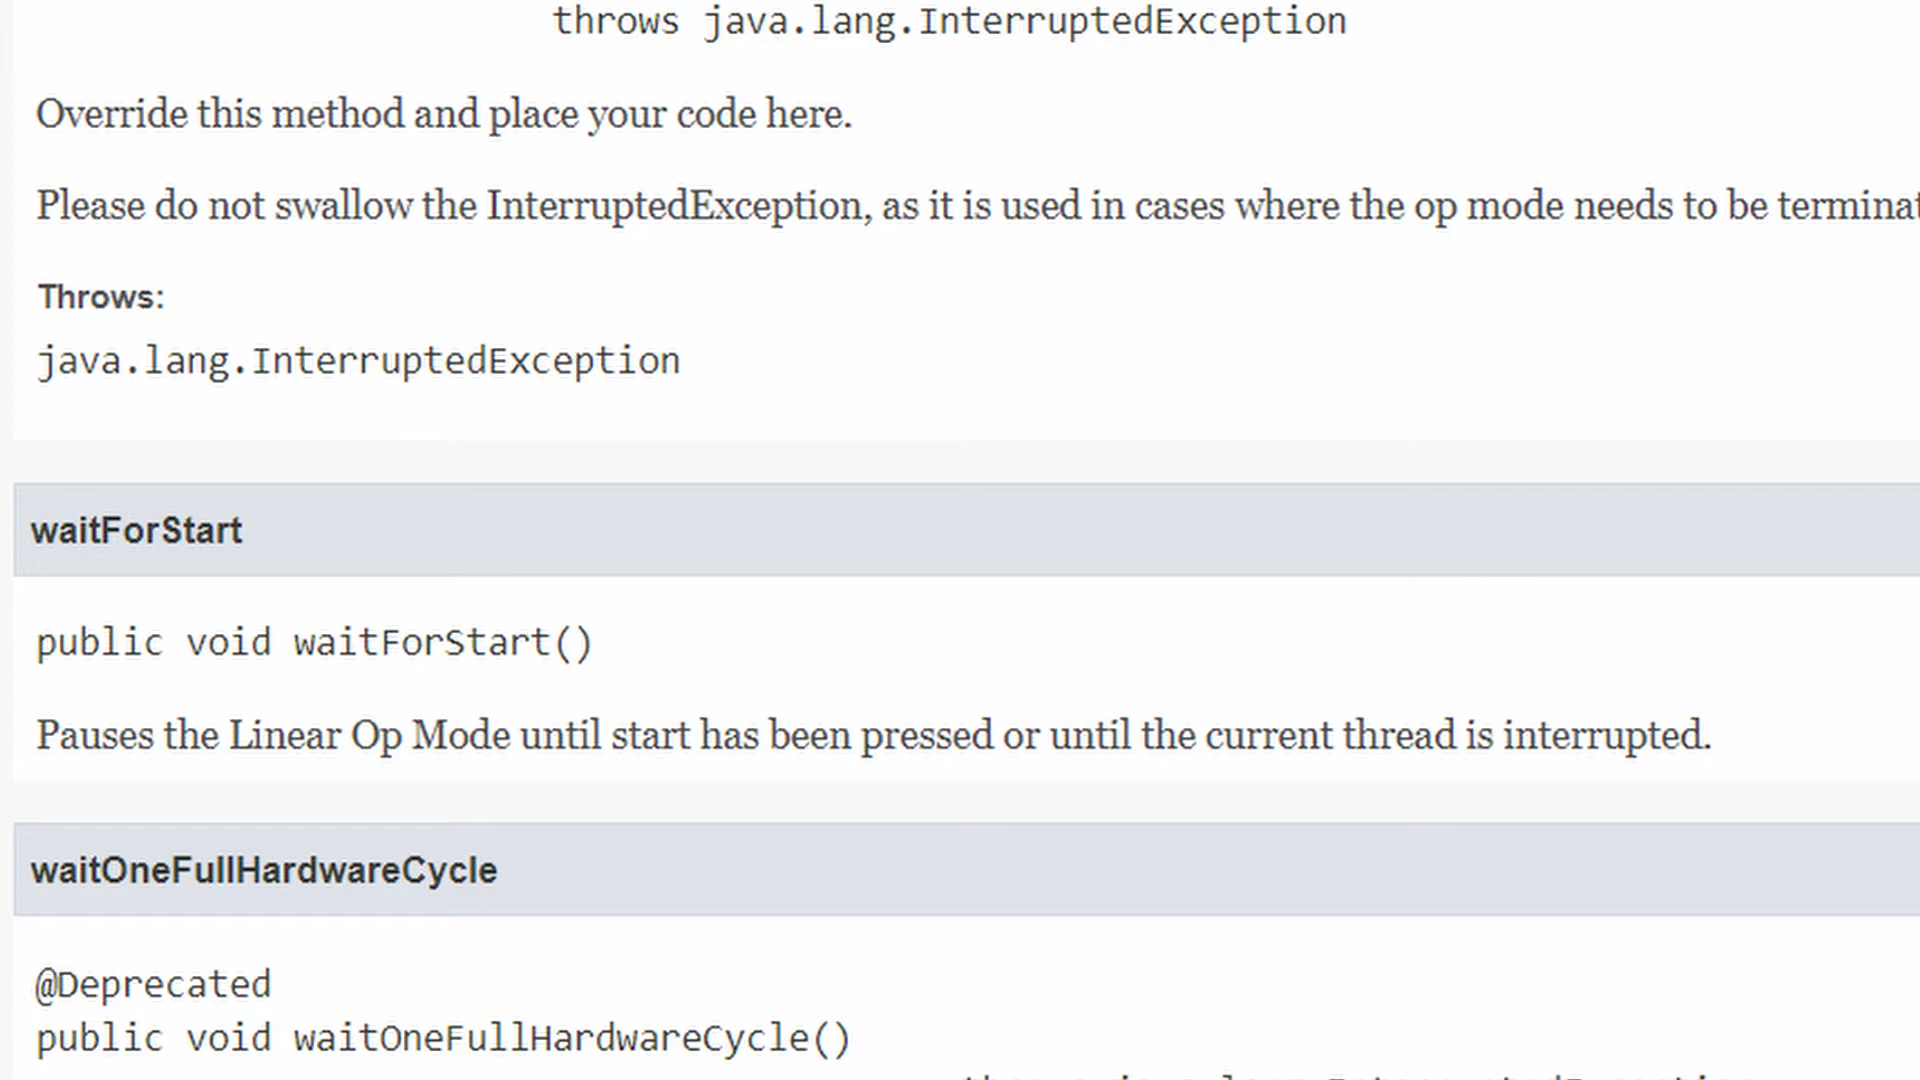 throws java.lang.InterruptedException
Override this method and place your code here.
Please do not swallow the InterruptedException, as it is used in cases where the op mode needs to be
Throws:
java.lang.InterruptedException
waitForStart
public void waitForStart()
Pauses the Linear Op Mode until start has been pressed or until the current thread is interrupted.
waitOneFullHardwareCycle
@Deprecated
public void waitOneFullHardwareCycle()